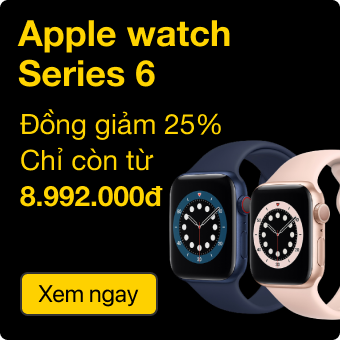 Apple watch
Series 6
Đồng giảm 25%
Chỉ còn từ
8.992.000đ
Xem ngay